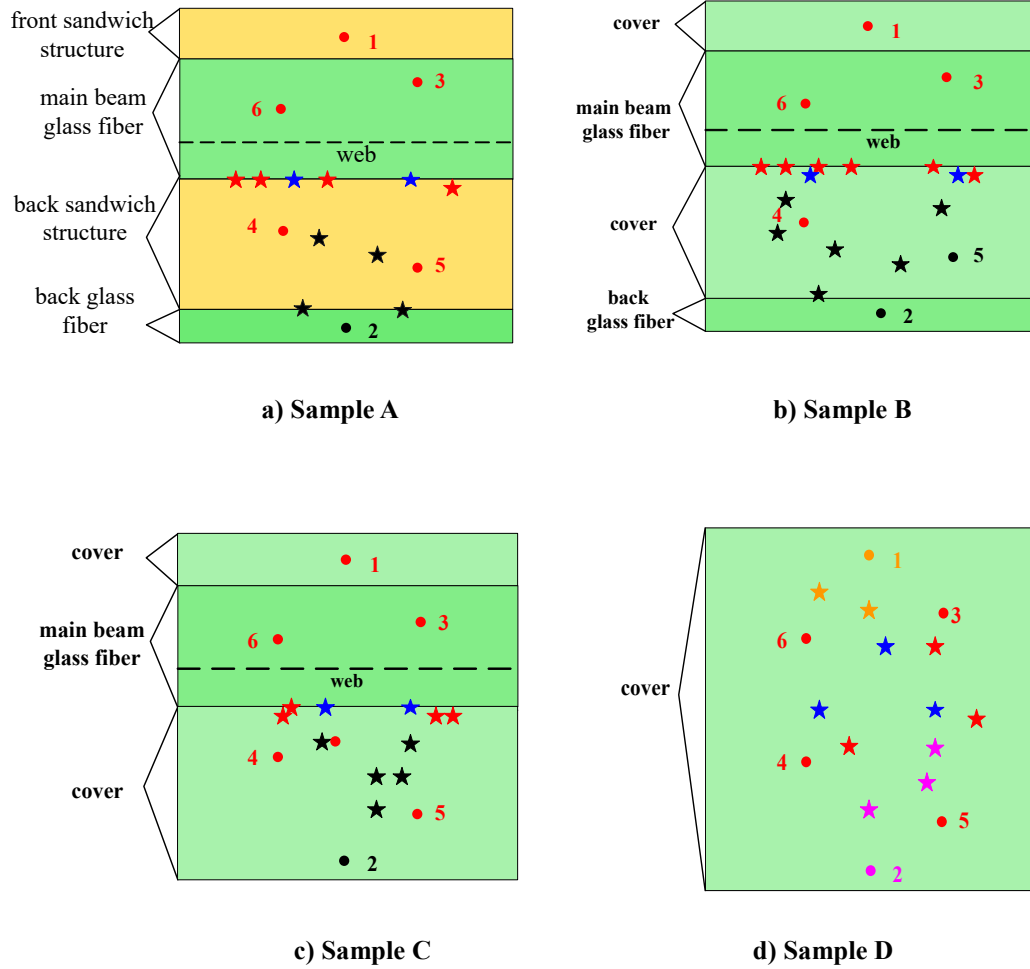 front sandwich
structure
1
3
main beam
glass fiber
6
web
back sandwich
structure
4
5
back glass
fiber
2
a) Sample A
cover
1
3
6
main beam
glass fiber
web
cover
4
5
back
glass fiber
2
b) Sample B
cover
1
3
main beam
glass fiber
6
web
4
cover
5
2
c) Sample C
1
3
6
cover
4
5
2
d) Sample D